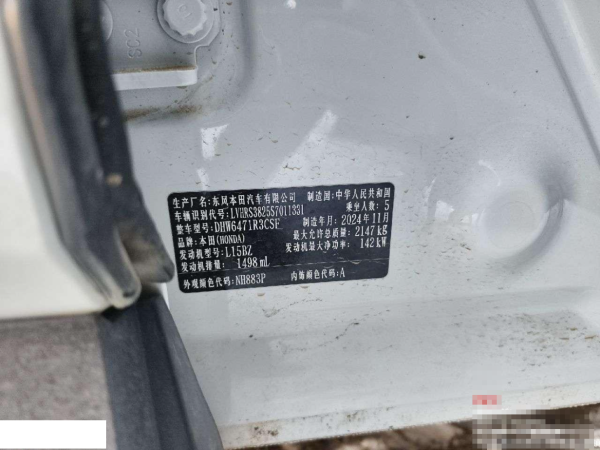 SC2
生产厂名:东风本田汽车有限公司 制造国:中华人民共和国
车辆识别代号:LVHRS3825S7011331 乘坐人数:5
整车型号:DHW6471R3CSE 制造年月:2024年11月
品牌:本田(HONDA) 最大允许总质量:2147kg
发动机型号:L15BZ 发动机最大净功率:142kW
发动机排量:1498mL
外观颜色代码:NH883P 内饰颜色代码:A